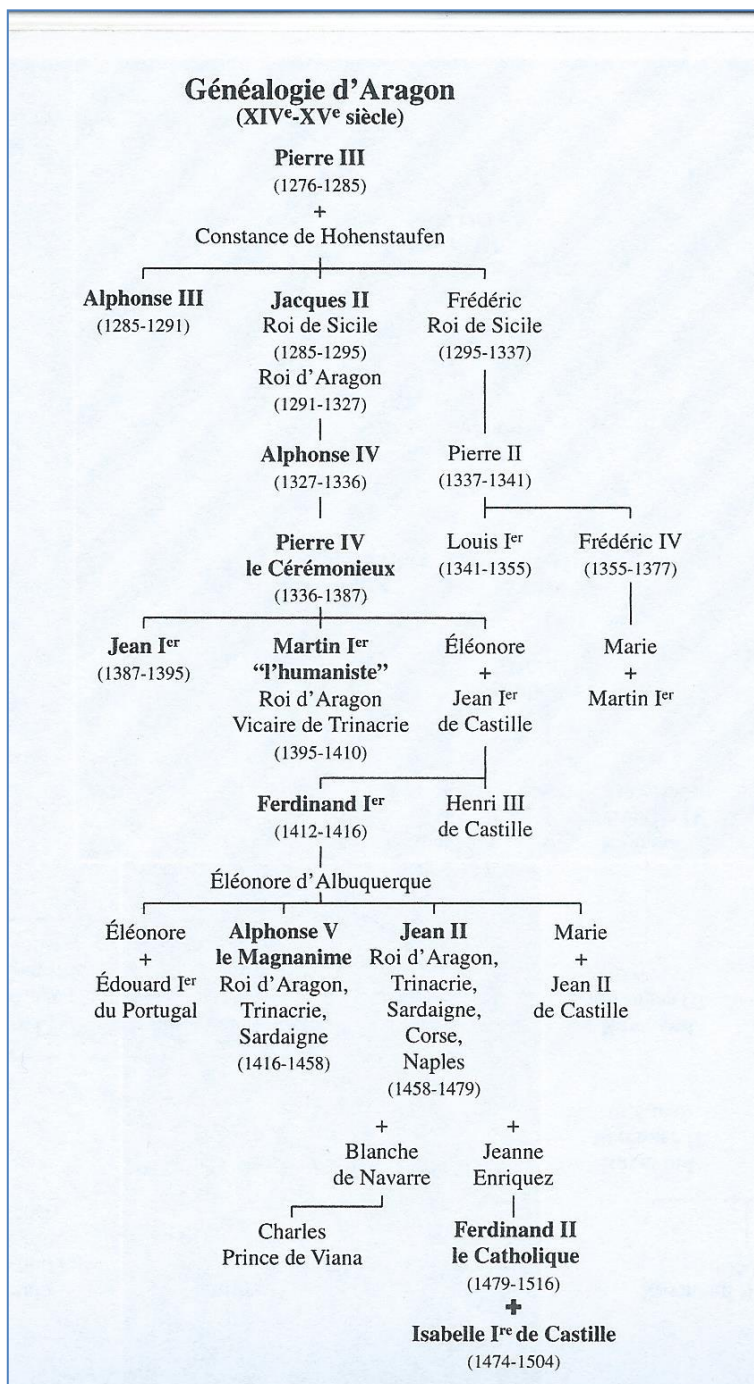 Généalogie d'Aragon
(XIVe-XVe siècle)
Pierre III
(1276-1285)
+
Constance de Hohenstaufen
Alphonse III
(1285-1291)
Jacques II
Roi de Sicile
(1285-1295)
Roi d'Aragon
(1291-1327)
Frédéric
Roi de Sicile
(1295-1337)
Alphonse IV
(1327-1336)
Pierre II
(1337-1341)
Pierre IV
le Cérémonieux
(1336-1387)
Louis Ier
(1341-1355)
Frédéric IV
(1355-1377)
Jean Ier
(1387-1395)
Martin Ier
“l'humaniste”
Roi d'Aragon
Vicaire de Trinacrie
(1395-1410)
Éléonore
+
Jean Ier
de Castille
Marie
+
Martin Ier
Ferdinand Ier
(1412-1416)
Henri III
de Castille
Éléonore d'Albuquerque
Éléonore
+
Édouard Ier
du Portugal
Alphonse V
le Magnanime
Roi d'Aragon,
Trinacrie,
Sardaigne
(1416-1458)
Jean II
Roi d'Aragon,
Trinacrie,
Sardaigne,
Corse,
Naples
(1458-1479)
Marie
+
Jean II
de Castille
+
Blanche
de Navarre
+
Jeanne
Enriquez
Charles
Prince de Viana
Ferdinand II
le Catholique
(1479-1516)
+
Isabelle Ire de Castille
(1474-1504)